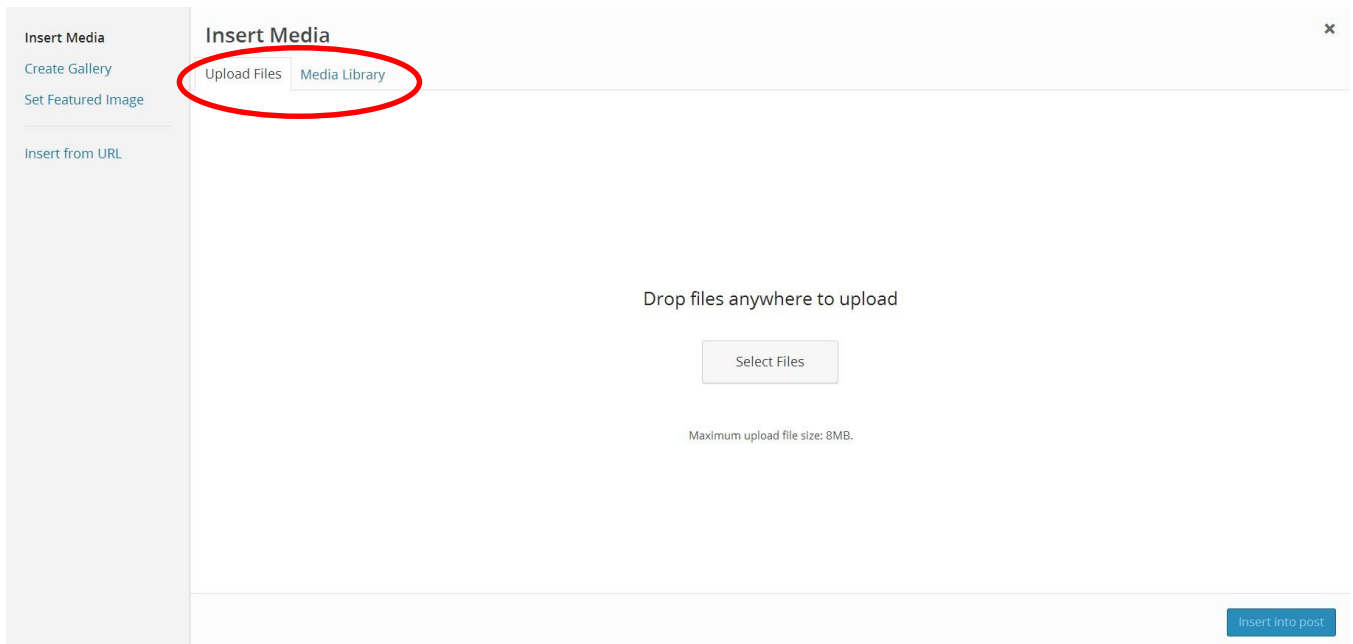 Insert Media
Create Gallery
Set Featured Image
Insert from URL
Insert Media
×
Upload Files Media Library
Drop files anywhere to upload
Select Files
Maximum upload file size: 8MB.
Insert into post